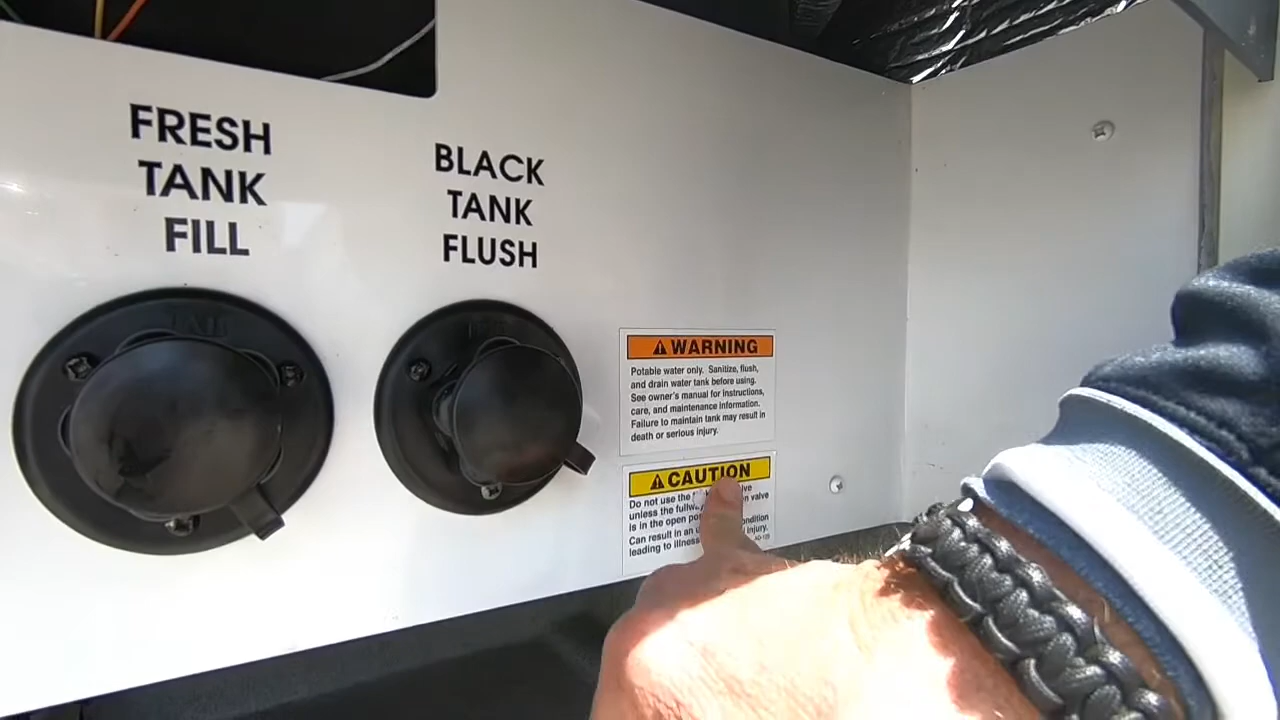 FRESH
TANK
FILL
BLACK
TANK
FLUSH
WARNING
Potable water only. Sanitize, flush,
and drain water tank before using.
See owner's manual for instructions,
care, and maintenance information.
Failure to maintain tank may result in
death or serious injury.
CAUTION
Do not use the
unless the valve
is in the open
Can result in an injury.
leading to illness